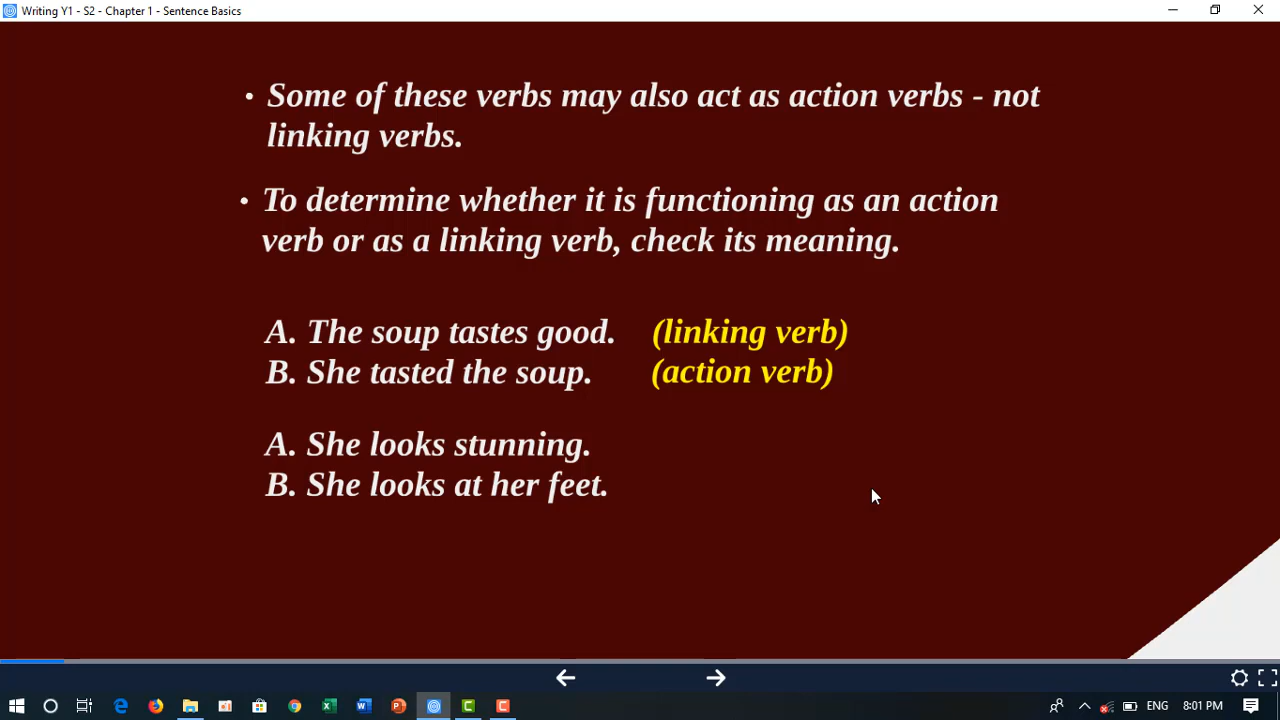 Writing Y1 - S2 - Chapter 1 - Sentence Basics
• Some of these verbs may also act as action verbs - not
linking verbs.
• To determine whether it is functioning as an action
verb or as a linking verb, check its meaning.
A. The soup tastes good. (linking verb)
B. She tasted the soup. (action verb)
A. She looks stunning.
B. She looks at her feet.
ENG 8:01 PM